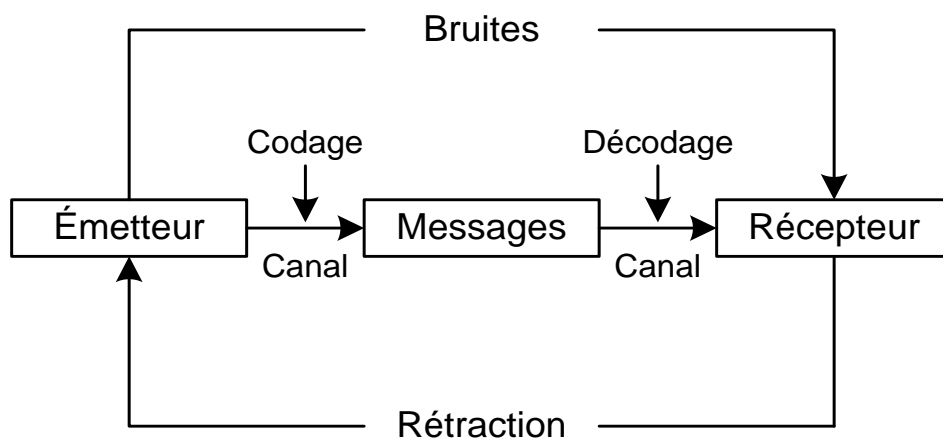 Bruites
Codage
Décodage
Émetteur
Messages
Récepteur
Canal
Canal
Rétraction